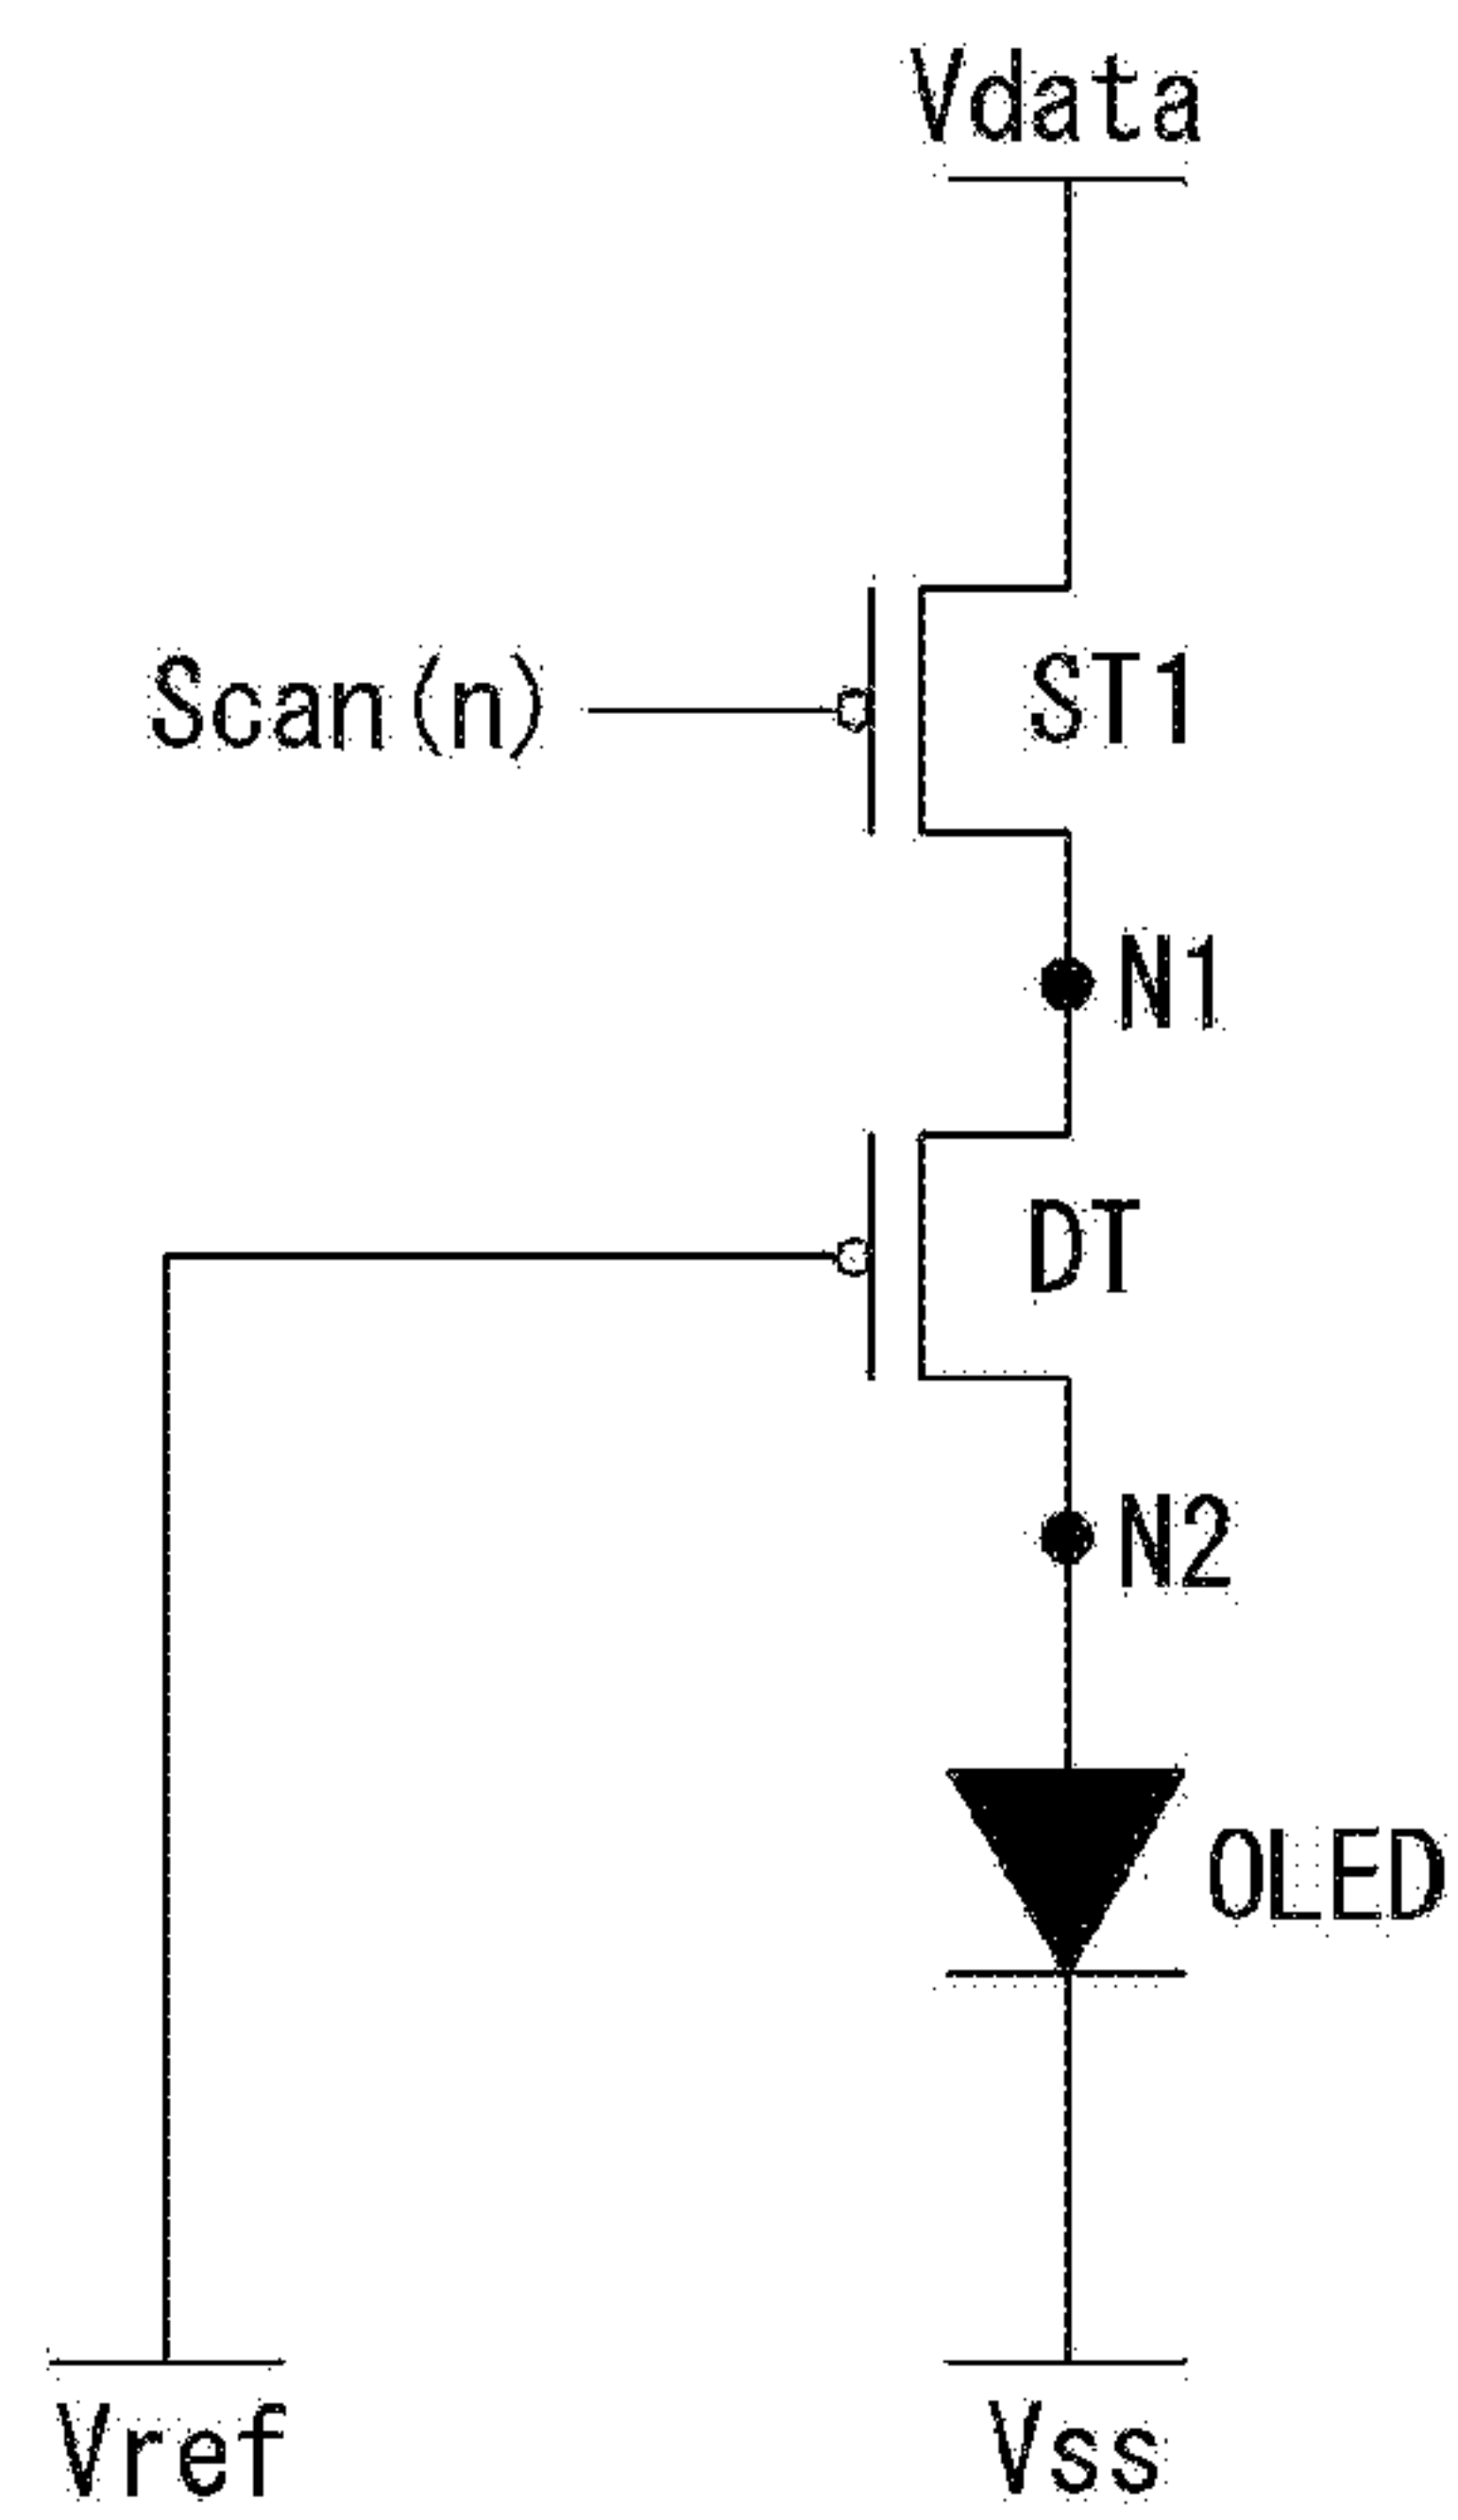 Vdata
Scan(n)
ST1
N1
DT
N2
OLED
Vref
Vss